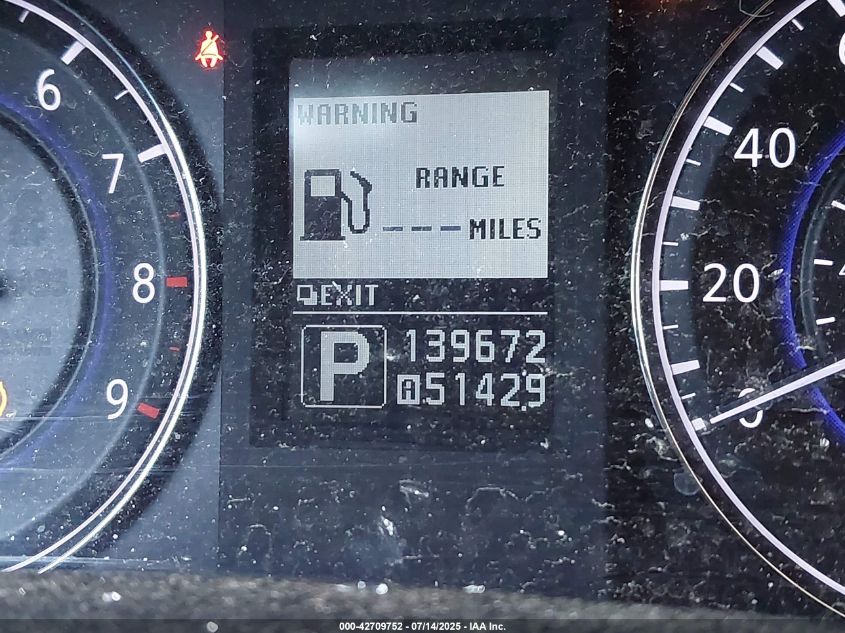 WARNING
RANGE
--- MILES
EXIT
P
139672
A 51429
6
7
8
9
40
20
0
000-42709752 - 07/14/2025 - IAA Inc.